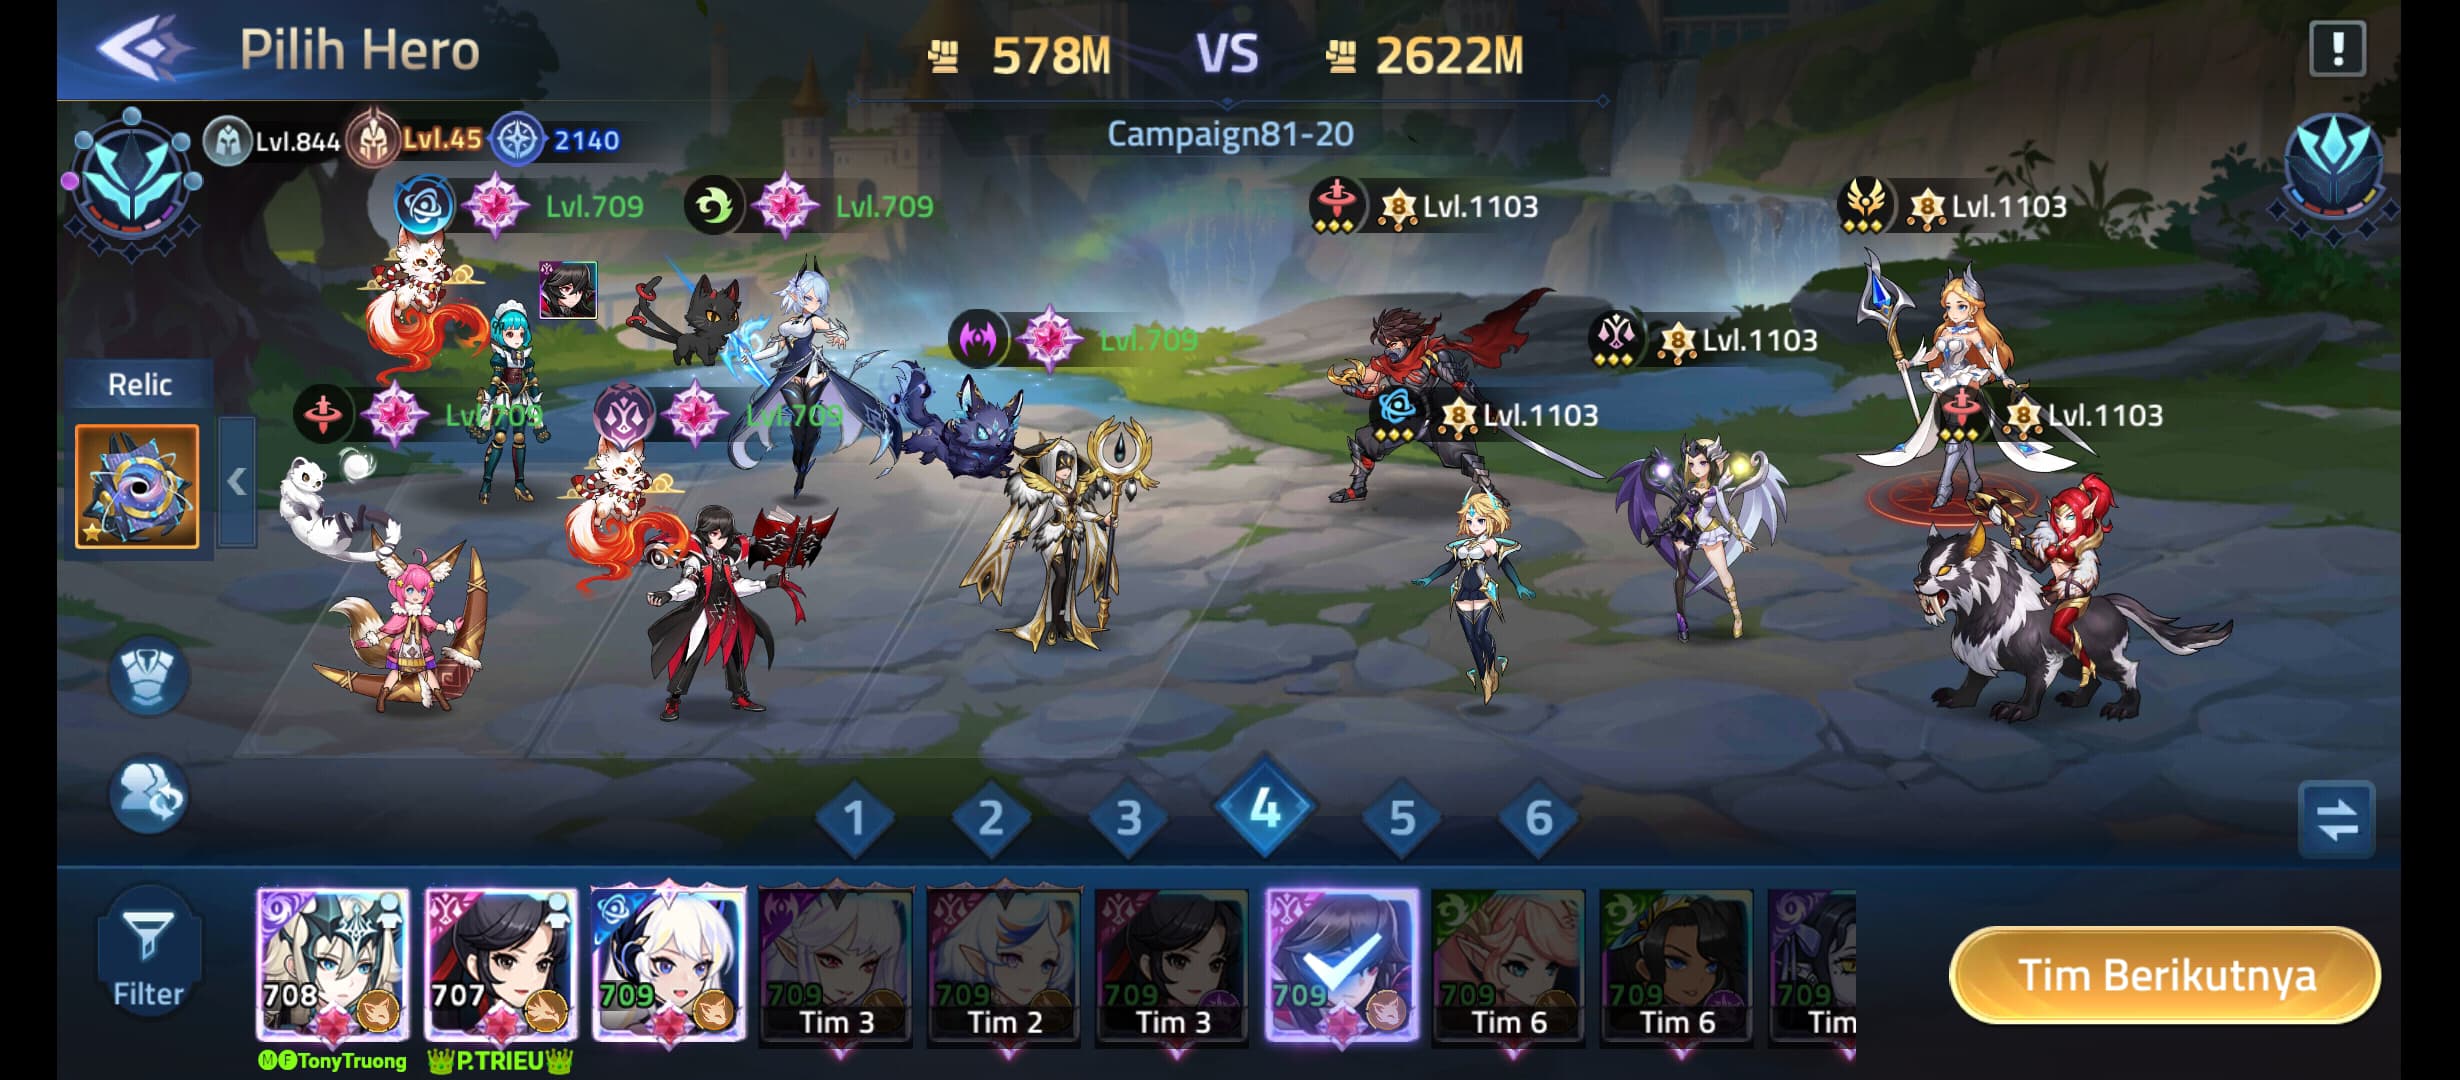 Pilih Hero
578M VS 2622M
Campaign81-20
Lvl.844 Lvl.45 2140
Lvl.709 Lvl.709 Lvl.1103 Lvl.1103
Lvl.709 Lvl.1103
Relic
Lvl.709 Lvl.709 Lvl.1103 Lvl.1103
1 2 3 4 5 6
Filter
708 707 709 709 709 709 709 709 709 709
Tim 3 Tim 2 Tim 3 Tim 6 Tim 6 Tim
Tim Berikutnya
MFTonyTruong P.TRIEU